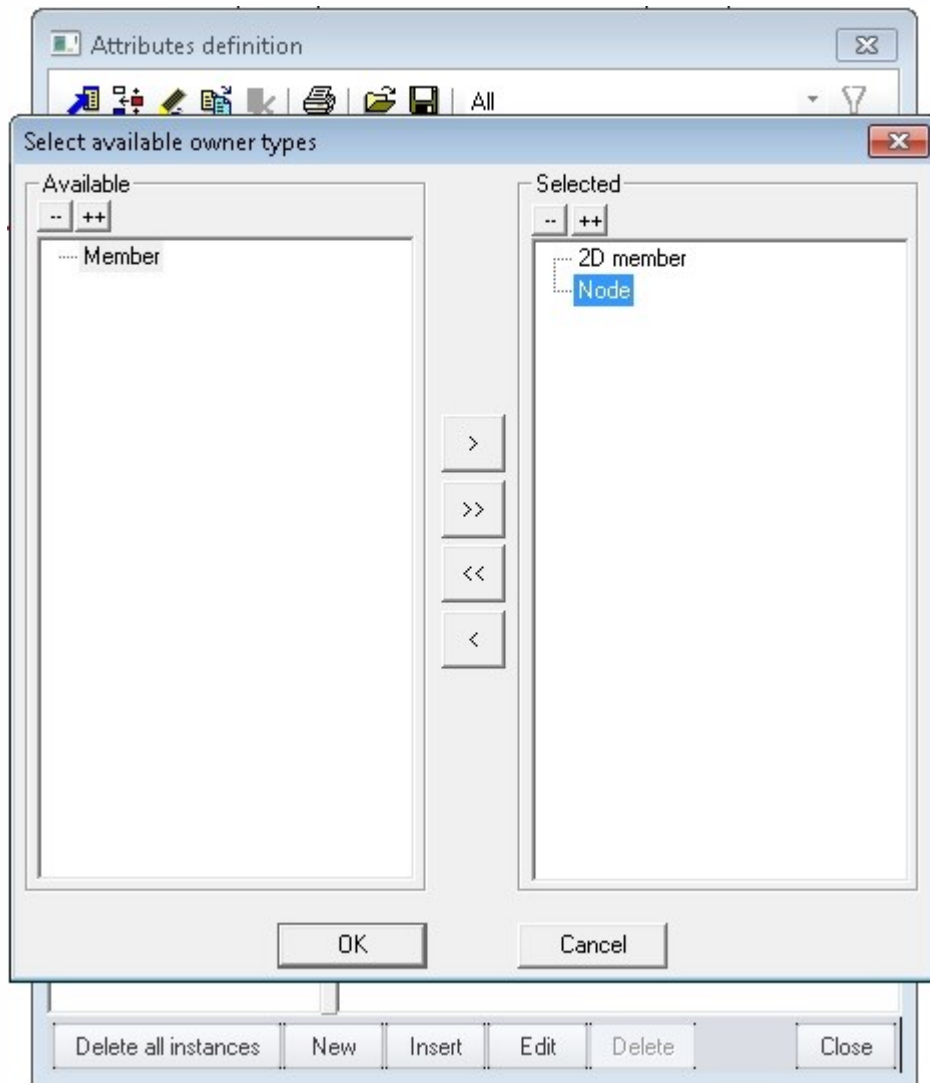 Attributes definition
All
Select available owner types
Available
Selected
-- ++
-- ++
Member
2D member
Node
>
>>
<<
<
OK
Cancel
Delete all instances
New
Insert
Edit
Delete
Close